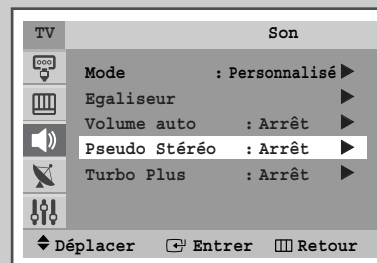 TV Son
Mode : Personnalisé
Egaliseur
Volume auto : Arrêt
Pseudo Stéréo : Arrêt
Turbo Plus : Arrêt
Déplacer Entrer Retour